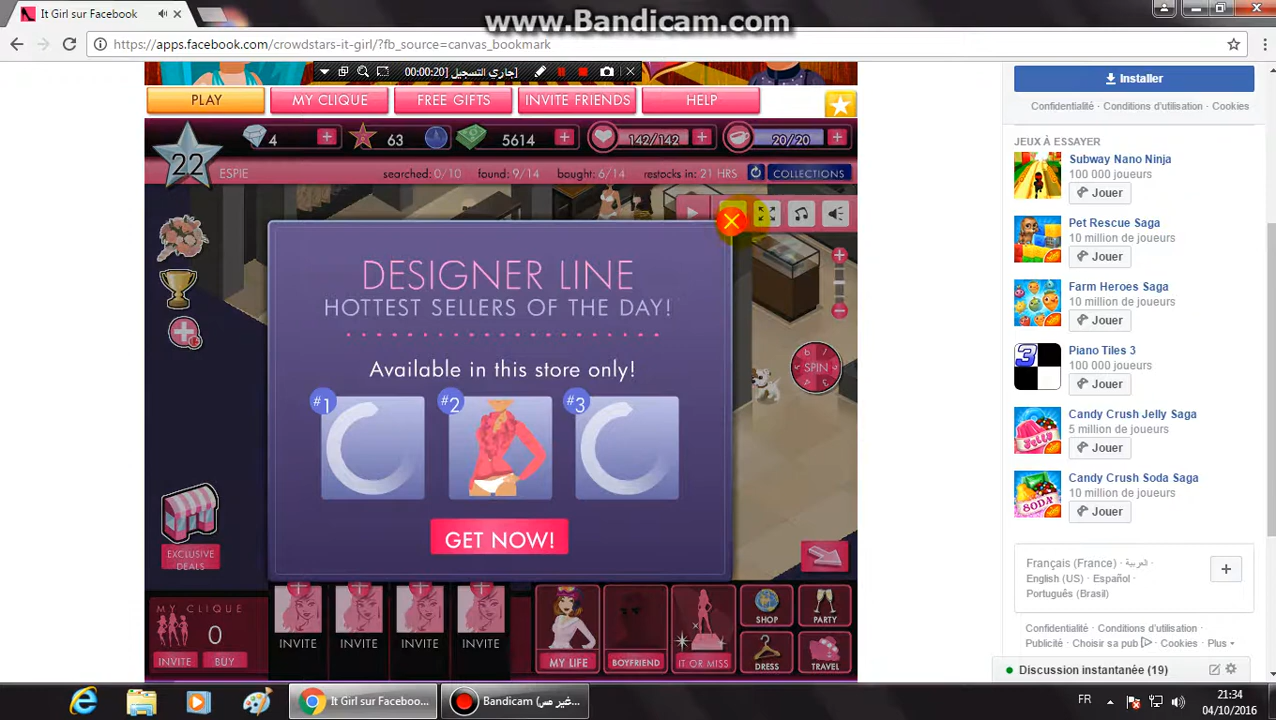 www.Bandicam.com
It Girl sur Facebook
https://apps.facebook.com/crowdstars-it-girl/?fb_source=canvas_bookmark
00:00:20 [جاري التسجيل
PLAY
MY CLIQUE
FREE GIFTS
INVITE FRIENDS
HELP
22
4
63
5614
142/142
20/20
ESPIE
searched: 0/10
found: 9/14
bought: 6/14
restocks in: 21 HRS
COLLECTIONS
DESIGNER LINE
HOTTEST SELLERS OF THE DAY!
Available in this store only!
#1
#2
#3
GET NOW!
SPIN
EXCLUSIVE
DEALS
MY CLIQUE
0
INVITE
BUY
INVITE
INVITE
INVITE
INVITE
MY LIFE
BOYFRIEND
IT OR MISS
SHOP
PARTY
DRESS
TRAVEL
Installer
Confidentialité · Conditions d'utilisation · Cookies
JEUX À ESSAYER
Subway Nano Ninja
100 000 joueurs
Jouer
Pet Rescue Saga
10 million de joueurs
Jouer
Farm Heroes Saga
10 million de joueurs
Jouer
3
Piano Tiles 3
100 000 joueurs
Jouer
JELLY
Candy Crush Jelly Saga
5 million de joueurs
Jouer
SODA
Candy Crush Soda Saga
10 million de joueurs
Jouer
Français (France) · العربية ·
English (US) · Español ·
Português (Brasil)
Confidentialité · Conditions d'utilisation ·
Publicité · Choisir sa pub · Cookies · Plus
Discussion instantanée (19)
It Girl sur Faceboo...
Bandicam (غير مس...
FR
21:34
04/10/2016